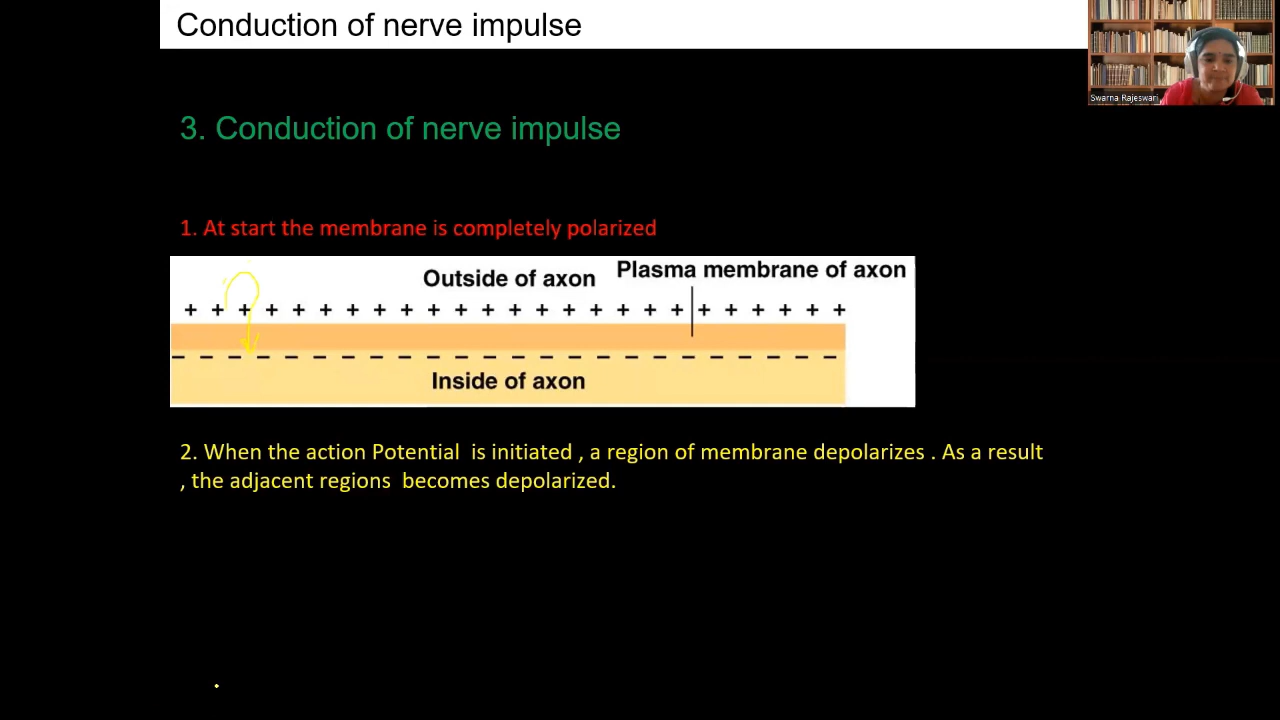 Conduction of nerve impulse
Swarna Rajeswari
3. Conduction of nerve impulse
1. At start the membrane is completely polarized
Outside of axon
Plasma membrane of axon
+ + + + + + + + + + + + + + + + + + + + + + + + +
– – – – – – – – – – – – – – – – – – – – – – – –
Inside of axon
2. When the action Potential  is initiated , a region of membrane depolarizes . As a result
, the adjacent regions  becomes depolarized.